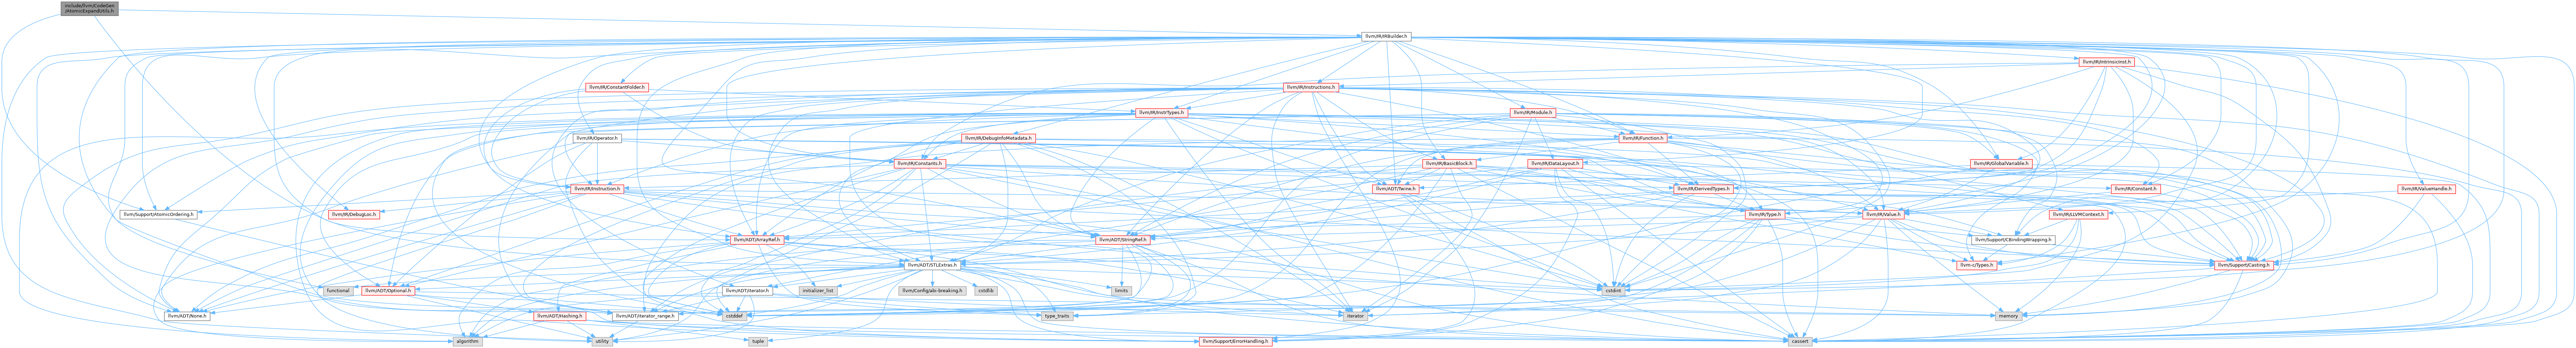 include/llvm/CodeGen
/AtomicExpandUtils.h
llvm/IR/IRBuilder.h
llvm/IR/IntrinsicInst.h
llvm/IR/ConstantFolder.h
llvm/IR/Instructions.h
llvm/IR/InstrTypes.h
llvm/IR/Module.h
llvm/IR/Operator.h
llvm/IR/DebugInfoMetadata.h
llvm/IR/Function.h
llvm/IR/Constants.h
llvm/IR/BasicBlock.h
llvm/IR/DataLayout.h
llvm/IR/GlobalVariable.h
llvm/IR/Instruction.h
llvm/ADT/Twine.h
llvm/IR/DerivedTypes.h
llvm/IR/Constant.h
llvm/IR/ValueHandle.h
llvm/Support/AtomicOrdering.h
llvm/IR/DebugLoc.h
llvm/IR/Type.h
llvm/IR/Value.h
llvm/IR/LLVMContext.h
llvm/ADT/ArrayRef.h
llvm/ADT/StringRef.h
llvm/Support/CBindingWrapping.h
llvm/ADT/STLExtras.h
llvm-c/Types.h
llvm/Support/Casting.h
functional
llvm/ADT/Optional.h
llvm/ADT/iterator.h
initializer_list
llvm/Config/abi-breaking.h
cstdlib
limits
cstdint
llvm/ADT/None.h
llvm/ADT/Hashing.h
llvm/ADT/iterator_range.h
cstddef
type_traits
iterator
memory
algorithm
utility
tuple
llvm/Support/ErrorHandling.h
cassert